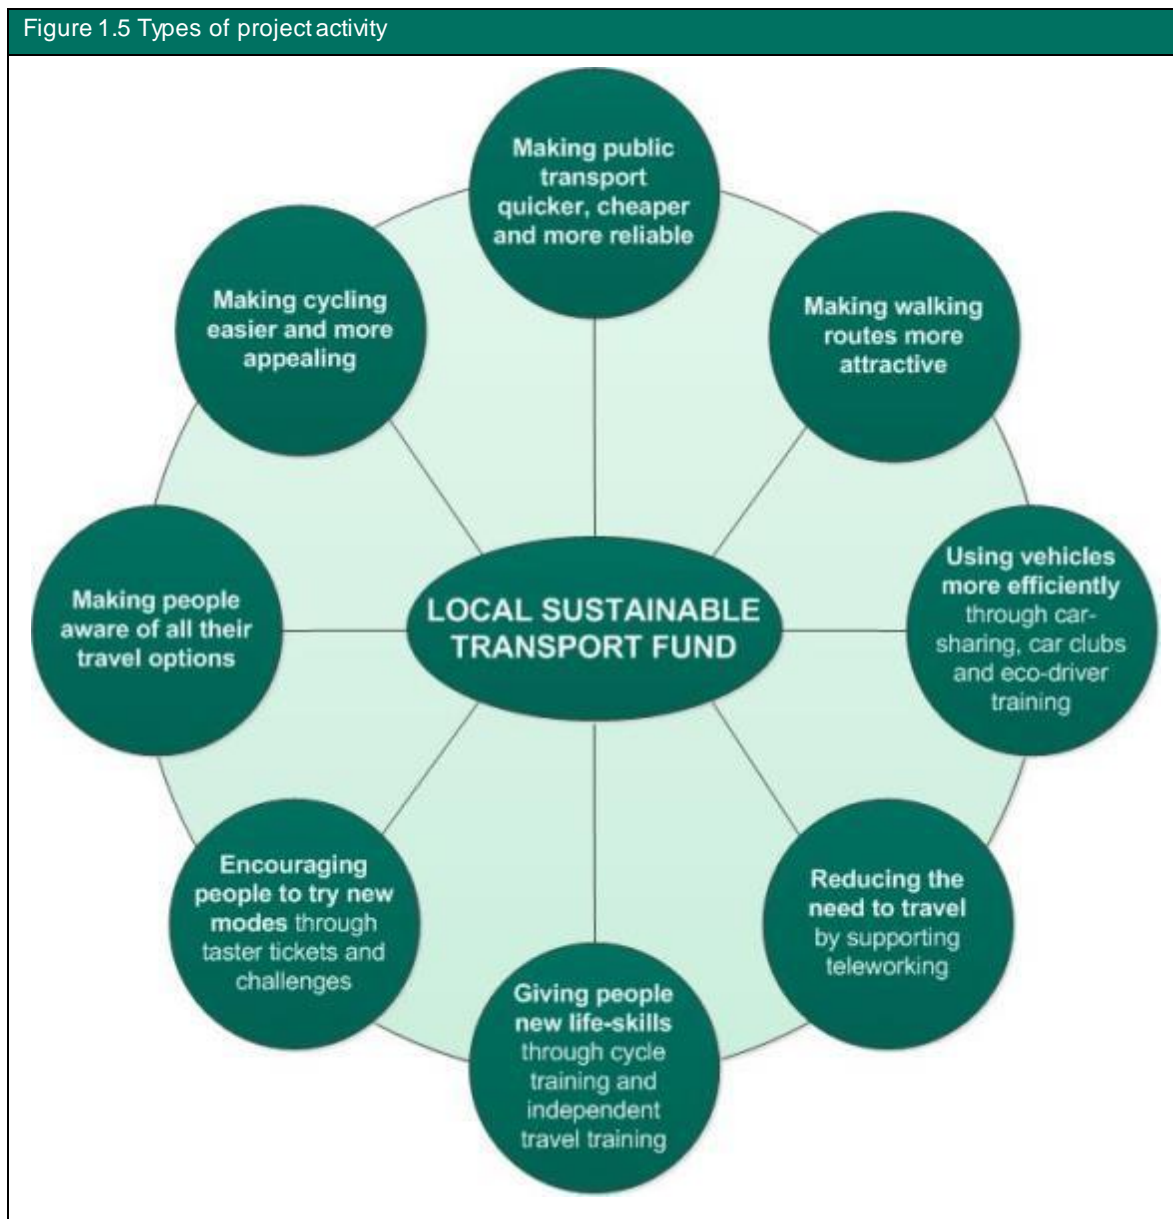 Figure 1.5 Types of project activity
Making public
transport
quicker, cheaper
and more reliable
Making walking
routes more
attractive
Using vehicles
more efficiently
through car-
sharing, car clubs
and eco-driver
training
Reducing the
need to travel
by supporting
teleworking
Giving people
new life-skills
through cycle
training and
independent
travel training
Encouraging
people to try new
modes through
taster tickets and
challenges
Making people
aware of all their
travel options
Making cycling
easier and more
appealing
LOCAL SUSTAINABLE
TRANSPORT FUND